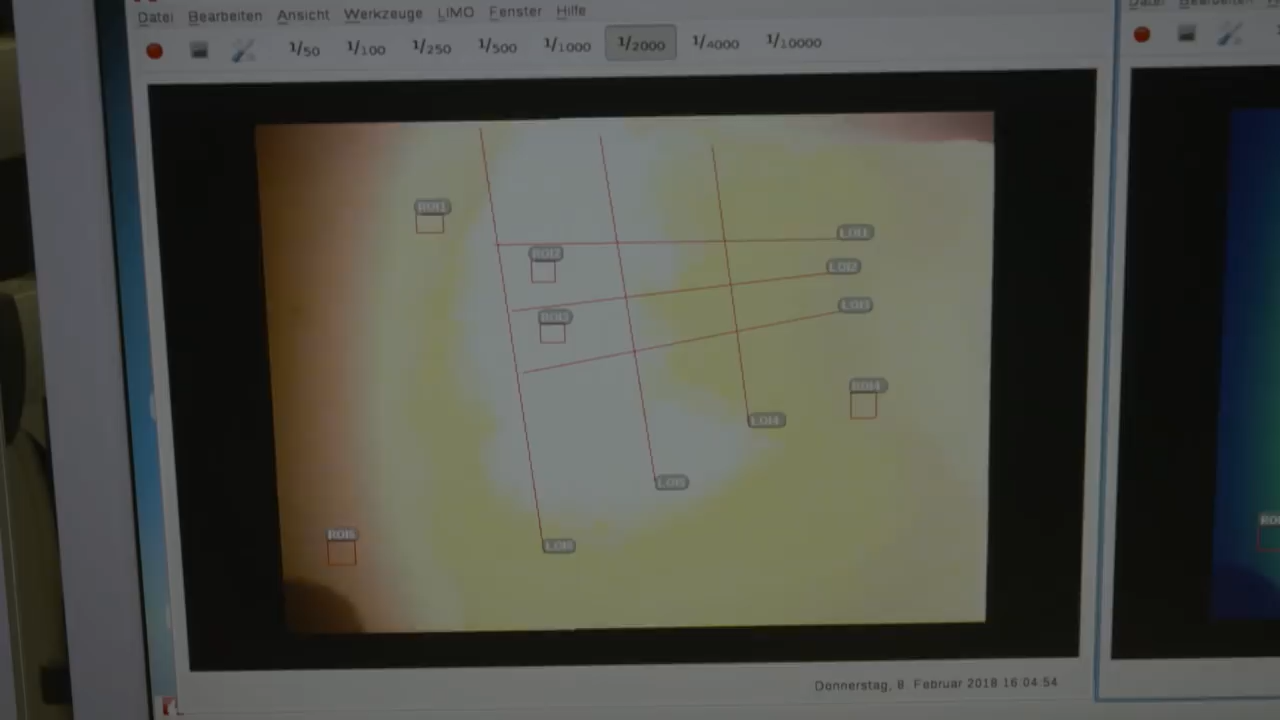 Datei Bearbeiten Ansicht Werkzeuge LIMO Fenster Hilfe
1/50 1/100 1/250 1/500 1/1000 1/2000 1/4000 1/10000
ROI1
LOI1
ROI2
LOI2
LOI3
ROI3
ROI4
LOI4
LOI5
ROI5
LOI6
Donnerstag, 8. Februar 2018 16:04:54